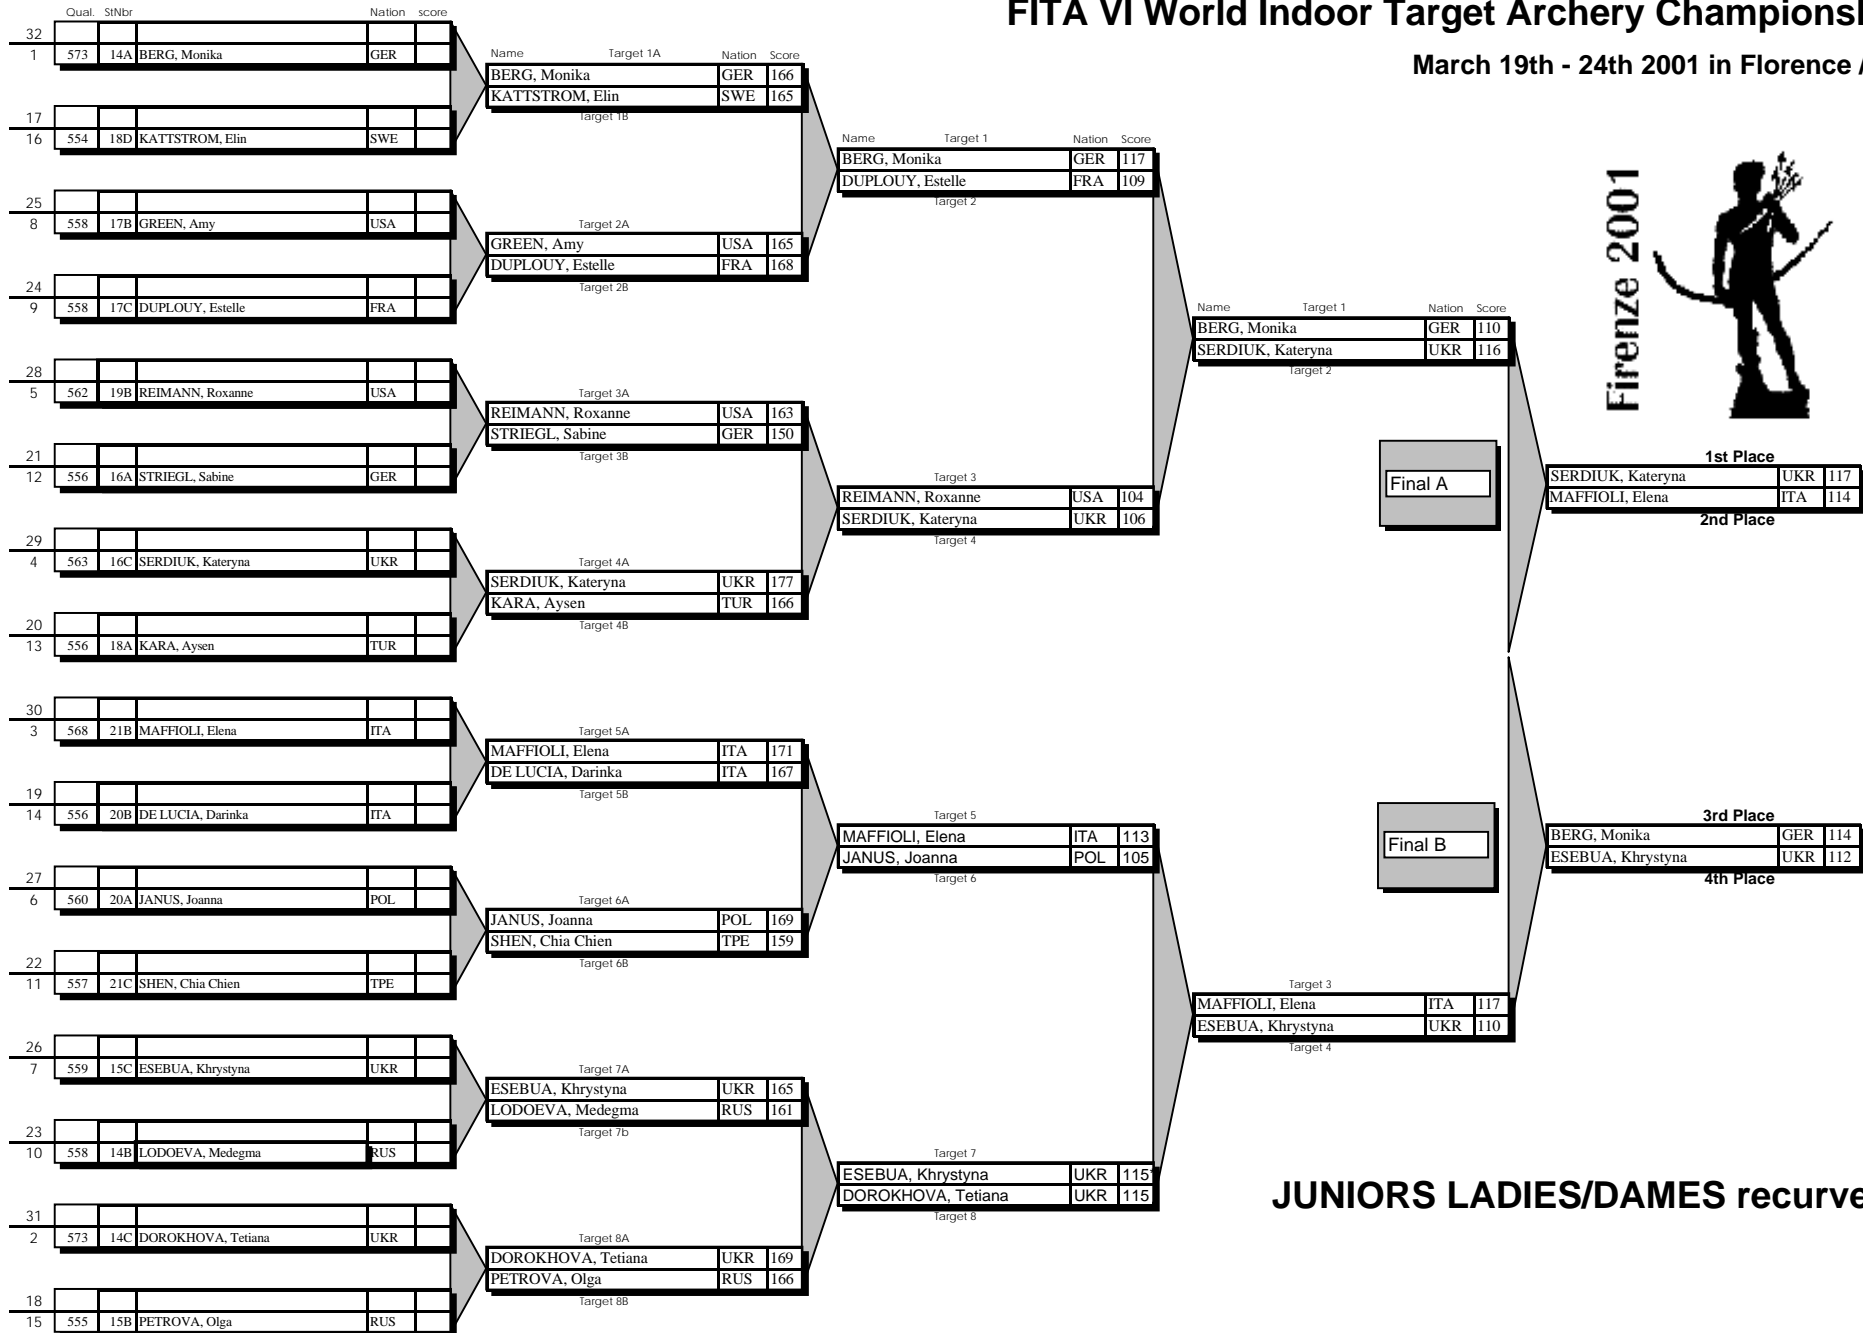 FITA VI World Indoor Target Archery Championsl
March 19th - 24th 2001 in Florence
Firenze 2001
Qual. StNbr Nation score
32
1 573 14A BERG, Monika GER
17
16 554 18D KATTSTROM, Elin SWE
25
8 558 17B GREEN, Amy USA
24
9 558 17C DUPLOUY, Estelle FRA
28
5 562 19B REIMANN, Roxanne USA
21
12 556 16A STRIEGL, Sabine GER
29
4 563 16C SERDIUK, Kateryna UKR
20
13 556 18A KARA, Aysen TUR
30
3 568 21B MAFFIOLI, Elena ITA
19
14 556 20B DE LUCIA, Darinka ITA
27
6 560 20A JANUS, Joanna POL
22
11 557 21C SHEN, Chia Chien TPE
26
7 559 15C ESEBUA, Khrystyna UKR
23
10 558 14B LODOEVA, Medegma RUS
31
2 573 14C DOROKHOVA, Tetiana UKR
18
15 555 15B PETROVA, Olga RUS
Name Target 1A Nation Score
BERG, Monika GER 166
KATTSTROM, Elin SWE 165
Target 1B
Target 2A
GREEN, Amy USA 165
DUPLOUY, Estelle FRA 168
Target 2B
Target 3A
REIMANN, Roxanne USA 163
STRIEGL, Sabine GER 150
Target 3B
Target 4A
SERDIUK, Kateryna UKR 177
KARA, Aysen TUR 166
Target 4B
Target 5A
MAFFIOLI, Elena ITA 171
DE LUCIA, Darinka ITA 167
Target 5B
Target 6A
JANUS, Joanna POL 169
SHEN, Chia Chien TPE 159
Target 6B
Target 7A
ESEBUA, Khrystyna UKR 165
LODOEVA, Medegma RUS 161
Target 7b
Target 8A
DOROKHOVA, Tetiana UKR 169
PETROVA, Olga RUS 166
Target 8B
Name Target 1 Nation Score
BERG, Monika GER 117
DUPLOUY, Estelle FRA 109
Target 2
Target 3
REIMANN, Roxanne USA 104
SERDIUK, Kateryna UKR 106
Target 4
Target 5
MAFFIOLI, Elena ITA 113
JANUS, Joanna POL 105
Target 6
Target 7
ESEBUA, Khrystyna UKR 115*
DOROKHOVA, Tetiana UKR 115
Target 8
Name Target 1 Nation Score
BERG, Monika GER 110
SERDIUK, Kateryna UKR 116
Target 2
Target 3
MAFFIOLI, Elena ITA 117
ESEBUA, Khrystyna UKR 110
Target 4
Final A
1st Place
SERDIUK, Kateryna UKR 117
MAFFIOLI, Elena ITA 114
2nd Place
Final B
3rd Place
BERG, Monika GER 114
ESEBUA, Khrystyna UKR 112
4th Place
JUNIORS LADIES/DAMES recurve